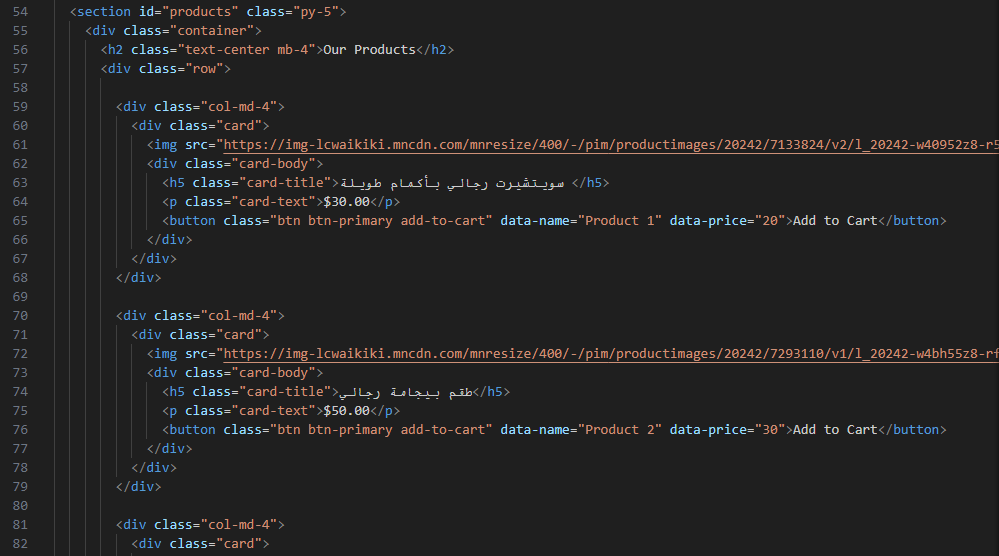 54 <section id="products" class="py-5">
55 <div class="container">
56 <h2 class="text-center mb-4">Our Products</h2>
57 <div class="row">
58
59 <div class="col-md-4">
60 <div class="card">
61 <img src="https://img-lcwaikiki.mncdn.com/mnresize/400/-/pim/productimages/20242/7133824/v2/l_20242-w40952z8-r5
62 <div class="card-body">
63 <h5 class="card-title">سويتشيرت رجالي بأكمام طويلة </h5>
64 <p class="card-text">$30.00</p>
65 <button class="btn btn-primary add-to-cart" data-name="Product 1" data-price="20">Add to Cart</button>
66 </div>
67 </div>
68 </div>
69
70 <div class="col-md-4">
71 <div class="card">
72 <img src="https://img-lcwaikiki.mncdn.com/mnresize/400/-/pim/productimages/20242/7293110/v1/l_20242-w4bh55z8-rf
73 <div class="card-body">
74 <h5 class="card-title">طقم بيجامة رجالي</h5>
75 <p class="card-text">$50.00</p>
76 <button class="btn btn-primary add-to-cart" data-name="Product 2" data-price="30">Add to Cart</button>
77 </div>
78 </div>
79 </div>
80
81 <div class="col-md-4">
82 <div class="card">